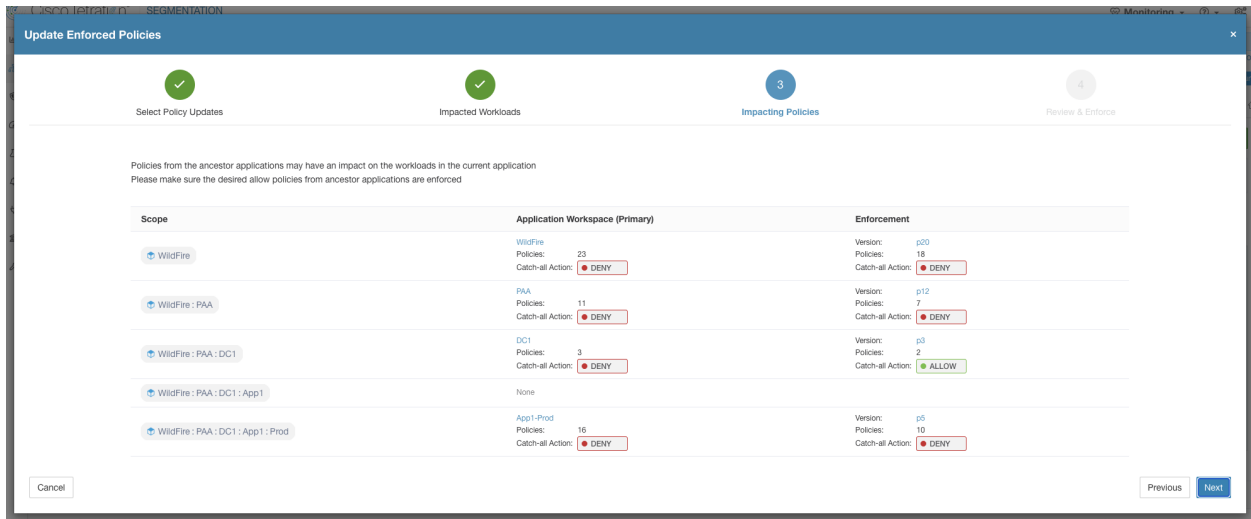 Cisco Tetration SEGMENTATION
Monitoring
Update Enforced Policies
×
3
4
Select Policy Updates
Impacted Workloads
Impacting Policies
Review & Enforce
Policies from the ancestor applications may have an impact on the workloads in the current application
Please make sure the desired allow policies from ancestor applications are enforced
Scope Application Workspace (Primary) Enforcement
WildFire
WildFire
Policies: 23
Catch-all Action: DENY
Version: p20
Policies: 18
Catch-all Action: DENY
WildFire : PAA
PAA
Policies: 11
Catch-all Action: DENY
Version: p12
Policies: 7
Catch-all Action: DENY
WildFire : PAA : DC1
DC1
Policies: 3
Catch-all Action: DENY
Version: p3
Policies: 2
Catch-all Action: ALLOW
WildFire : PAA : DC1 : App1
None
WildFire : PAA : DC1 : App1 : Prod
App1-Prod
Policies: 16
Catch-all Action: DENY
Version: p5
Policies: 10
Catch-all Action: DENY
Cancel
Previous
Next